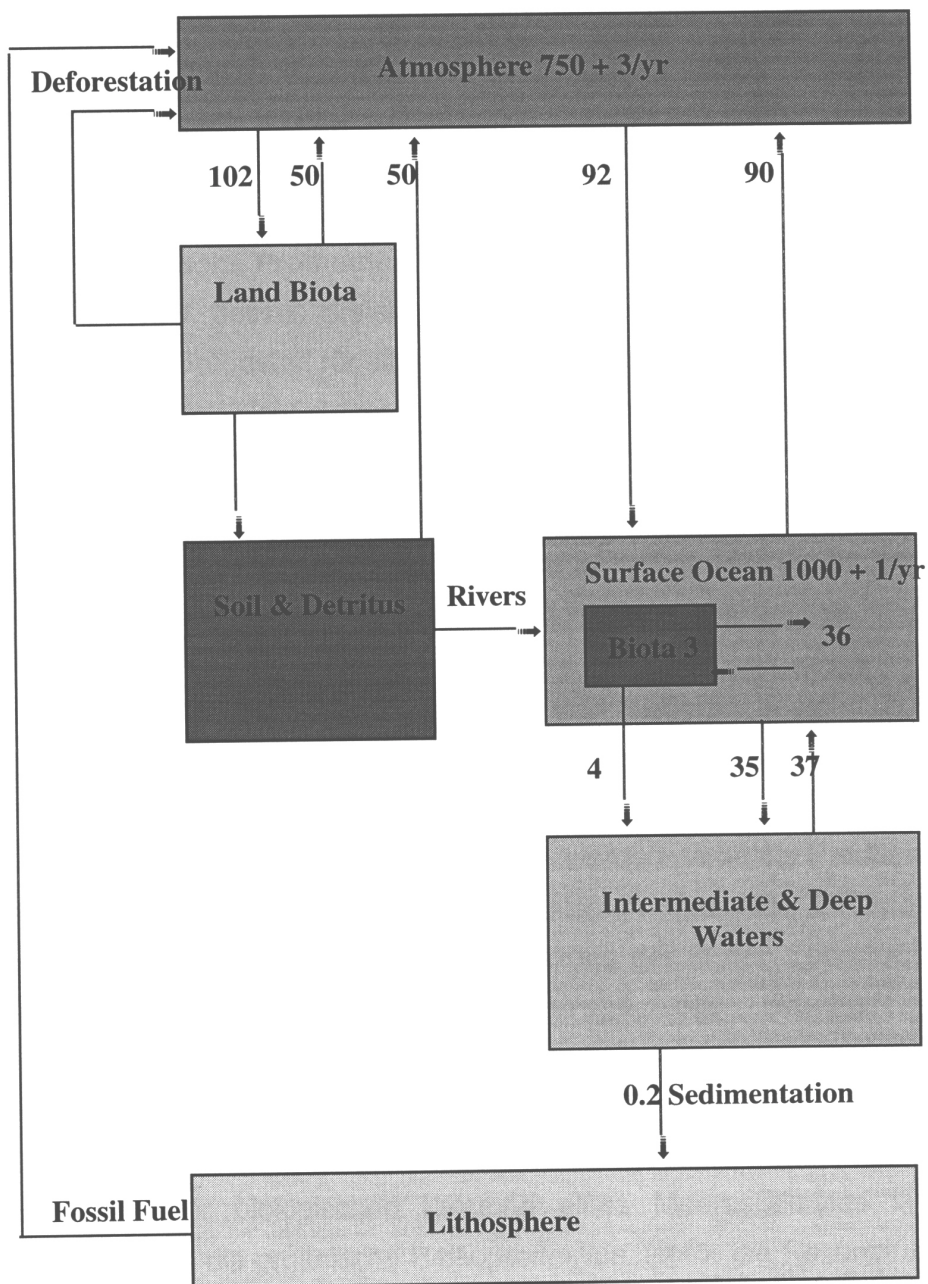 Atmosphere 750 + 3/yr
Deforestation
102
50
50
92
90
Land Biota
Surface Ocean 1000 + 1/yr
Soil & Detritus
Rivers
Biota 3
36
4
35
37
Intermediate & Deep
Waters
0.2 Sedimentation
Fossil Fuel
Lithosphere